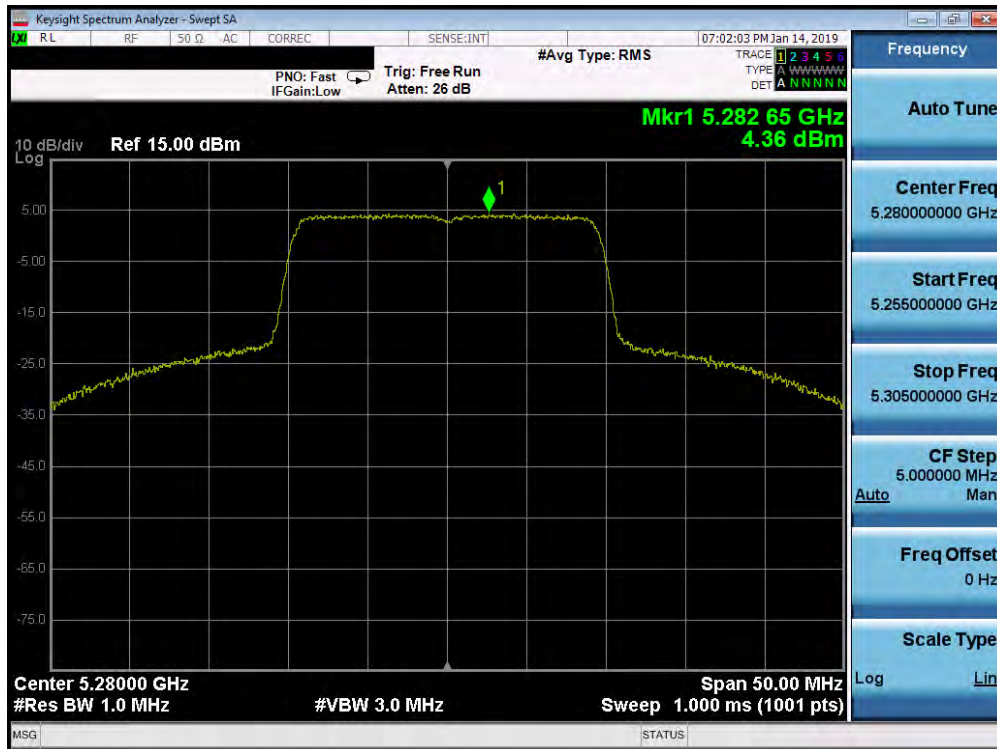 Keysight Spectrum Analyzer - Swept SA
LXI RL RF 50 Ω AC CORREC SENSE:INT 07:02:03 PM Jan 14, 2019
PNO: Fast Trig: Free Run #Avg Type: RMS TRACE 1 2 3 4 5 6
IFGain:Low Atten: 26 dB TYPE A WWWWW
DET A N N N N N
Mkr1 5.282 65 GHz
4.36 dBm
10 dB/div Ref 15.00 dBm
Log
1
5.00
-5.00
-15.0
-25.0
-35.0
-45.0
-55.0
-65.0
-75.0
Center 5.28000 GHz Span 50.00 MHz
#Res BW 1.0 MHz #VBW 3.0 MHz Sweep 1.000 ms (1001 pts)
MSG STATUS
Frequency
Auto Tune
Center Freq
5.280000000 GHz
Start Freq
5.255000000 GHz
Stop Freq
5.305000000 GHz
CF Step
5.000000 MHz
Auto Man
Freq Offset
0 Hz
Scale Type
Log Lin